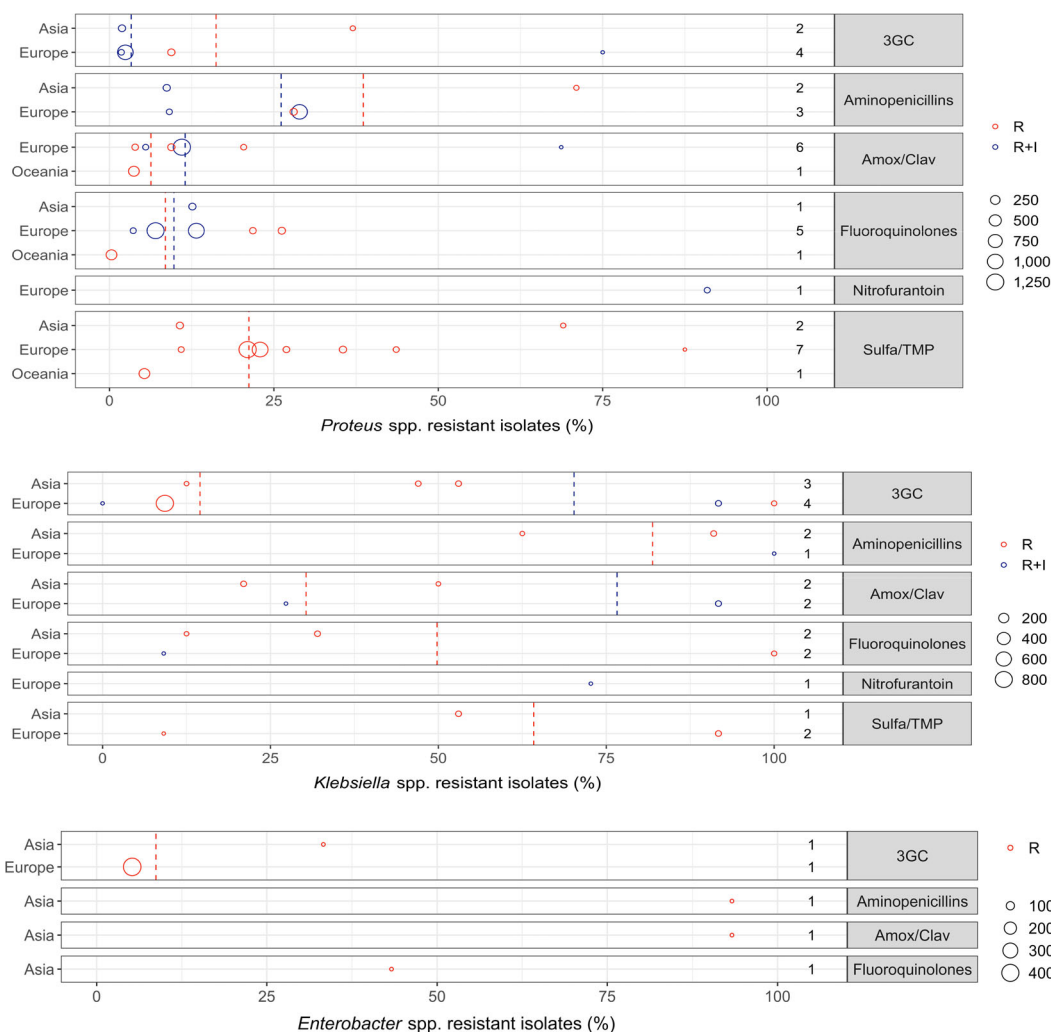 Asia 2
Europe 4
3GC
Asia 2
Europe 3
Aminopenicillins
Europe 6
Oceania 1
Amox/Clav
Asia 1
Europe 5
Oceania 1
Fluoroquinolones
Europe 1
Nitrofurantoin
Asia 2
Europe 7
Oceania 1
Sulfa/TMP
0 25 50 75 100
Proteus spp. resistant isolates (%)
R
R+I
250
500
750
1,000
1,250
Asia 3
Europe 4
3GC
Asia 2
Europe 1
Aminopenicillins
Asia 2
Europe 2
Amox/Clav
Asia 2
Europe 2
Fluoroquinolones
Europe 1
Nitrofurantoin
Asia 1
Europe 2
Sulfa/TMP
0 25 50 75 100
Klebsiella spp. resistant isolates (%)
R
R+I
200
400
600
800
Asia 1
Europe 1
3GC
Asia 1
Aminopenicillins
Asia 1
Amox/Clav
Asia 1
Fluoroquinolones
0 25 50 75 100
Enterobacter spp. resistant isolates (%)
R
100
200
300
400